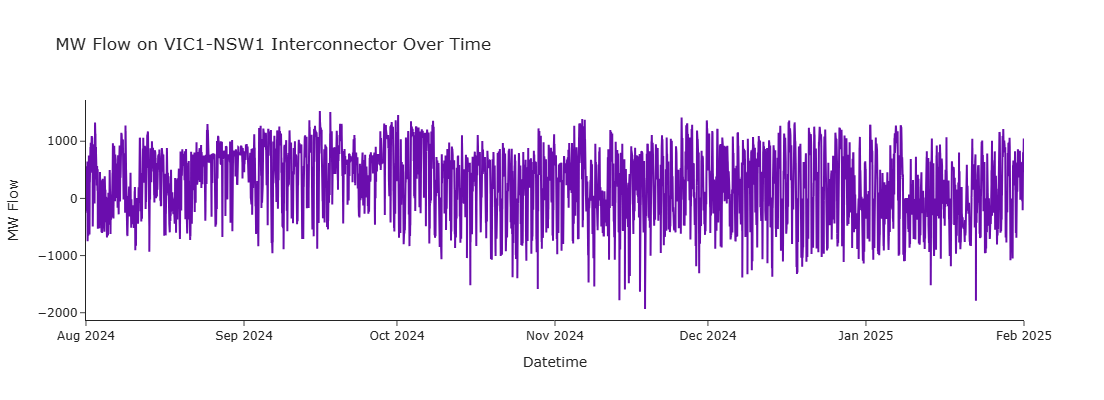 MW Flow on VIC1-NSW1 Interconnector Over Time
MW Flow
1000
0
−1000
−2000
Aug 2024
Sep 2024
Oct 2024
Nov 2024
Dec 2024
Jan 2025
Feb 2025
Datetime